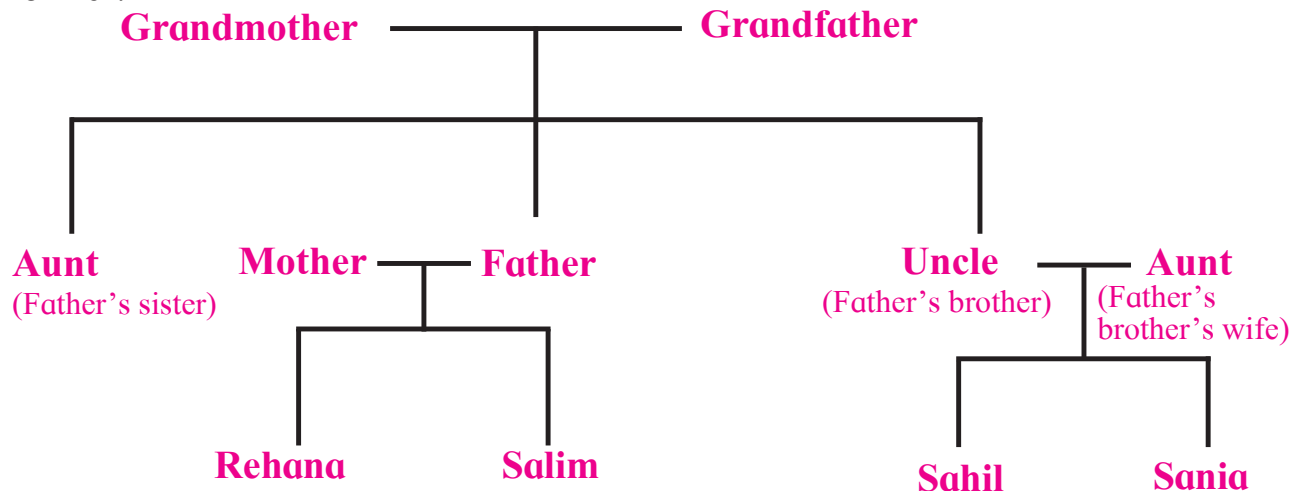 Grandmother Grandfather
Aunt Mother Father Uncle Aunt
(Father's sister) (Father's brother) (Father's
brother's wife)
Rehana Salim Sahil Sania